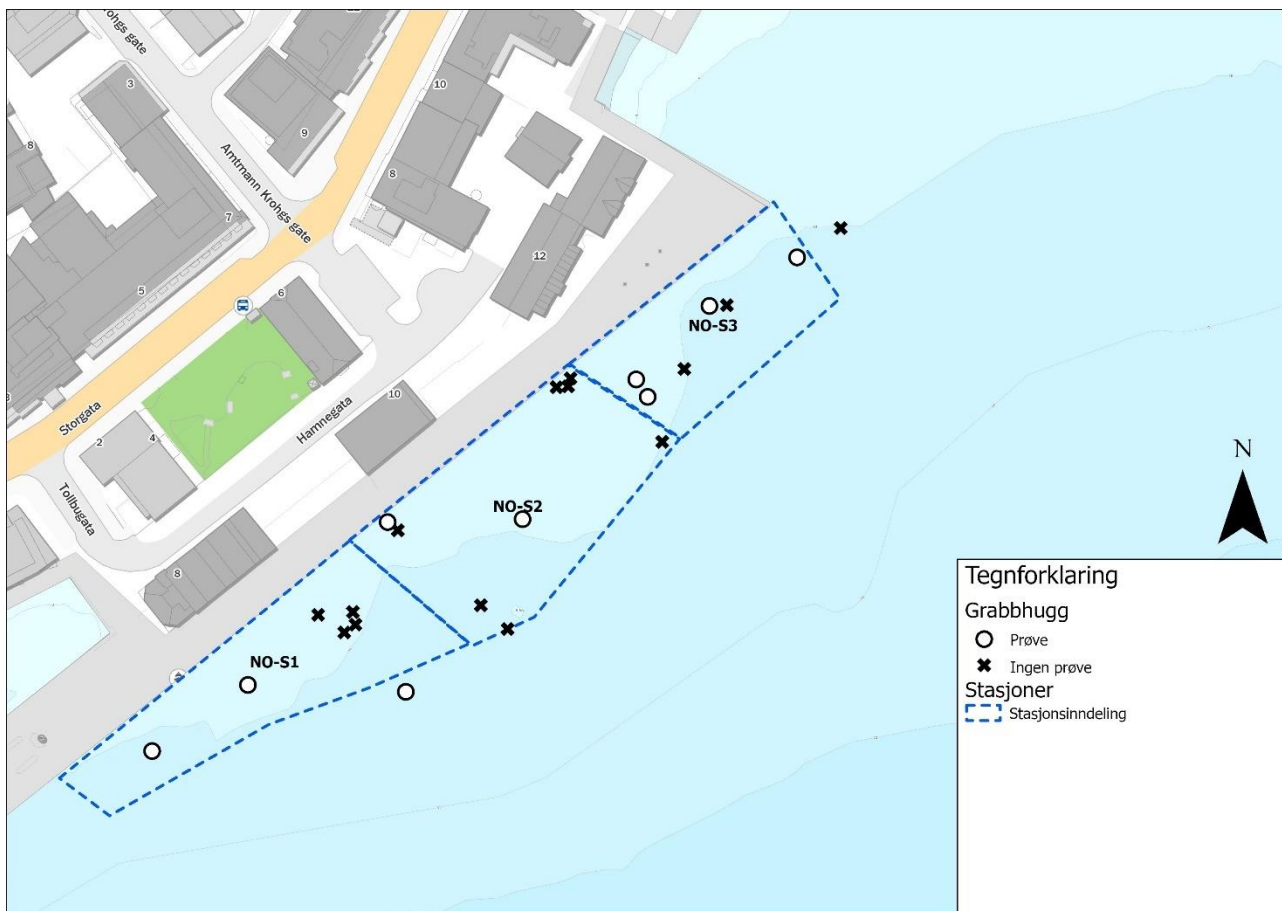 Krohgs gate
3
10
9
8
Amtmann Krohgs gate
8
7
12
5
6
NO-S3
Storgata
10
Hamnegata
2
4
Tollbugata
NO-S2
8
NO-S1
N
Tegnforklaring
Grabbhugg
Prøve
Ingen prøve
Stasjoner
Stasjonsinndeling